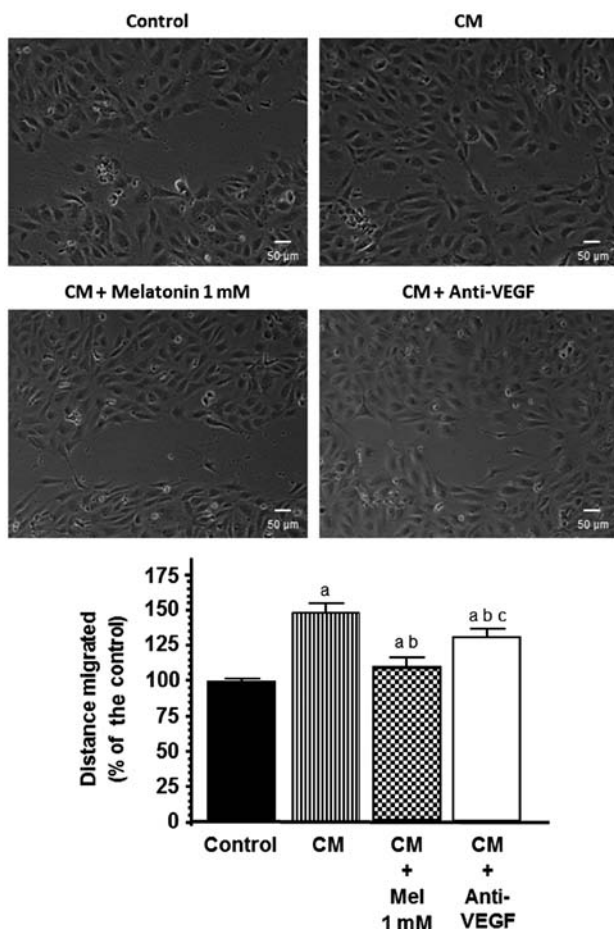 Control
CM
50 µm
50 µm
CM + Melatonin 1 mM
CM + Anti-VEGF
50 µm
50 µm
Distance migrated
(% of the control)
175
150
125
100
75
50
25
0
a
a b
a b c
Control
CM
CM
+
Mel
1 mM
CM
+
Anti-
VEGF